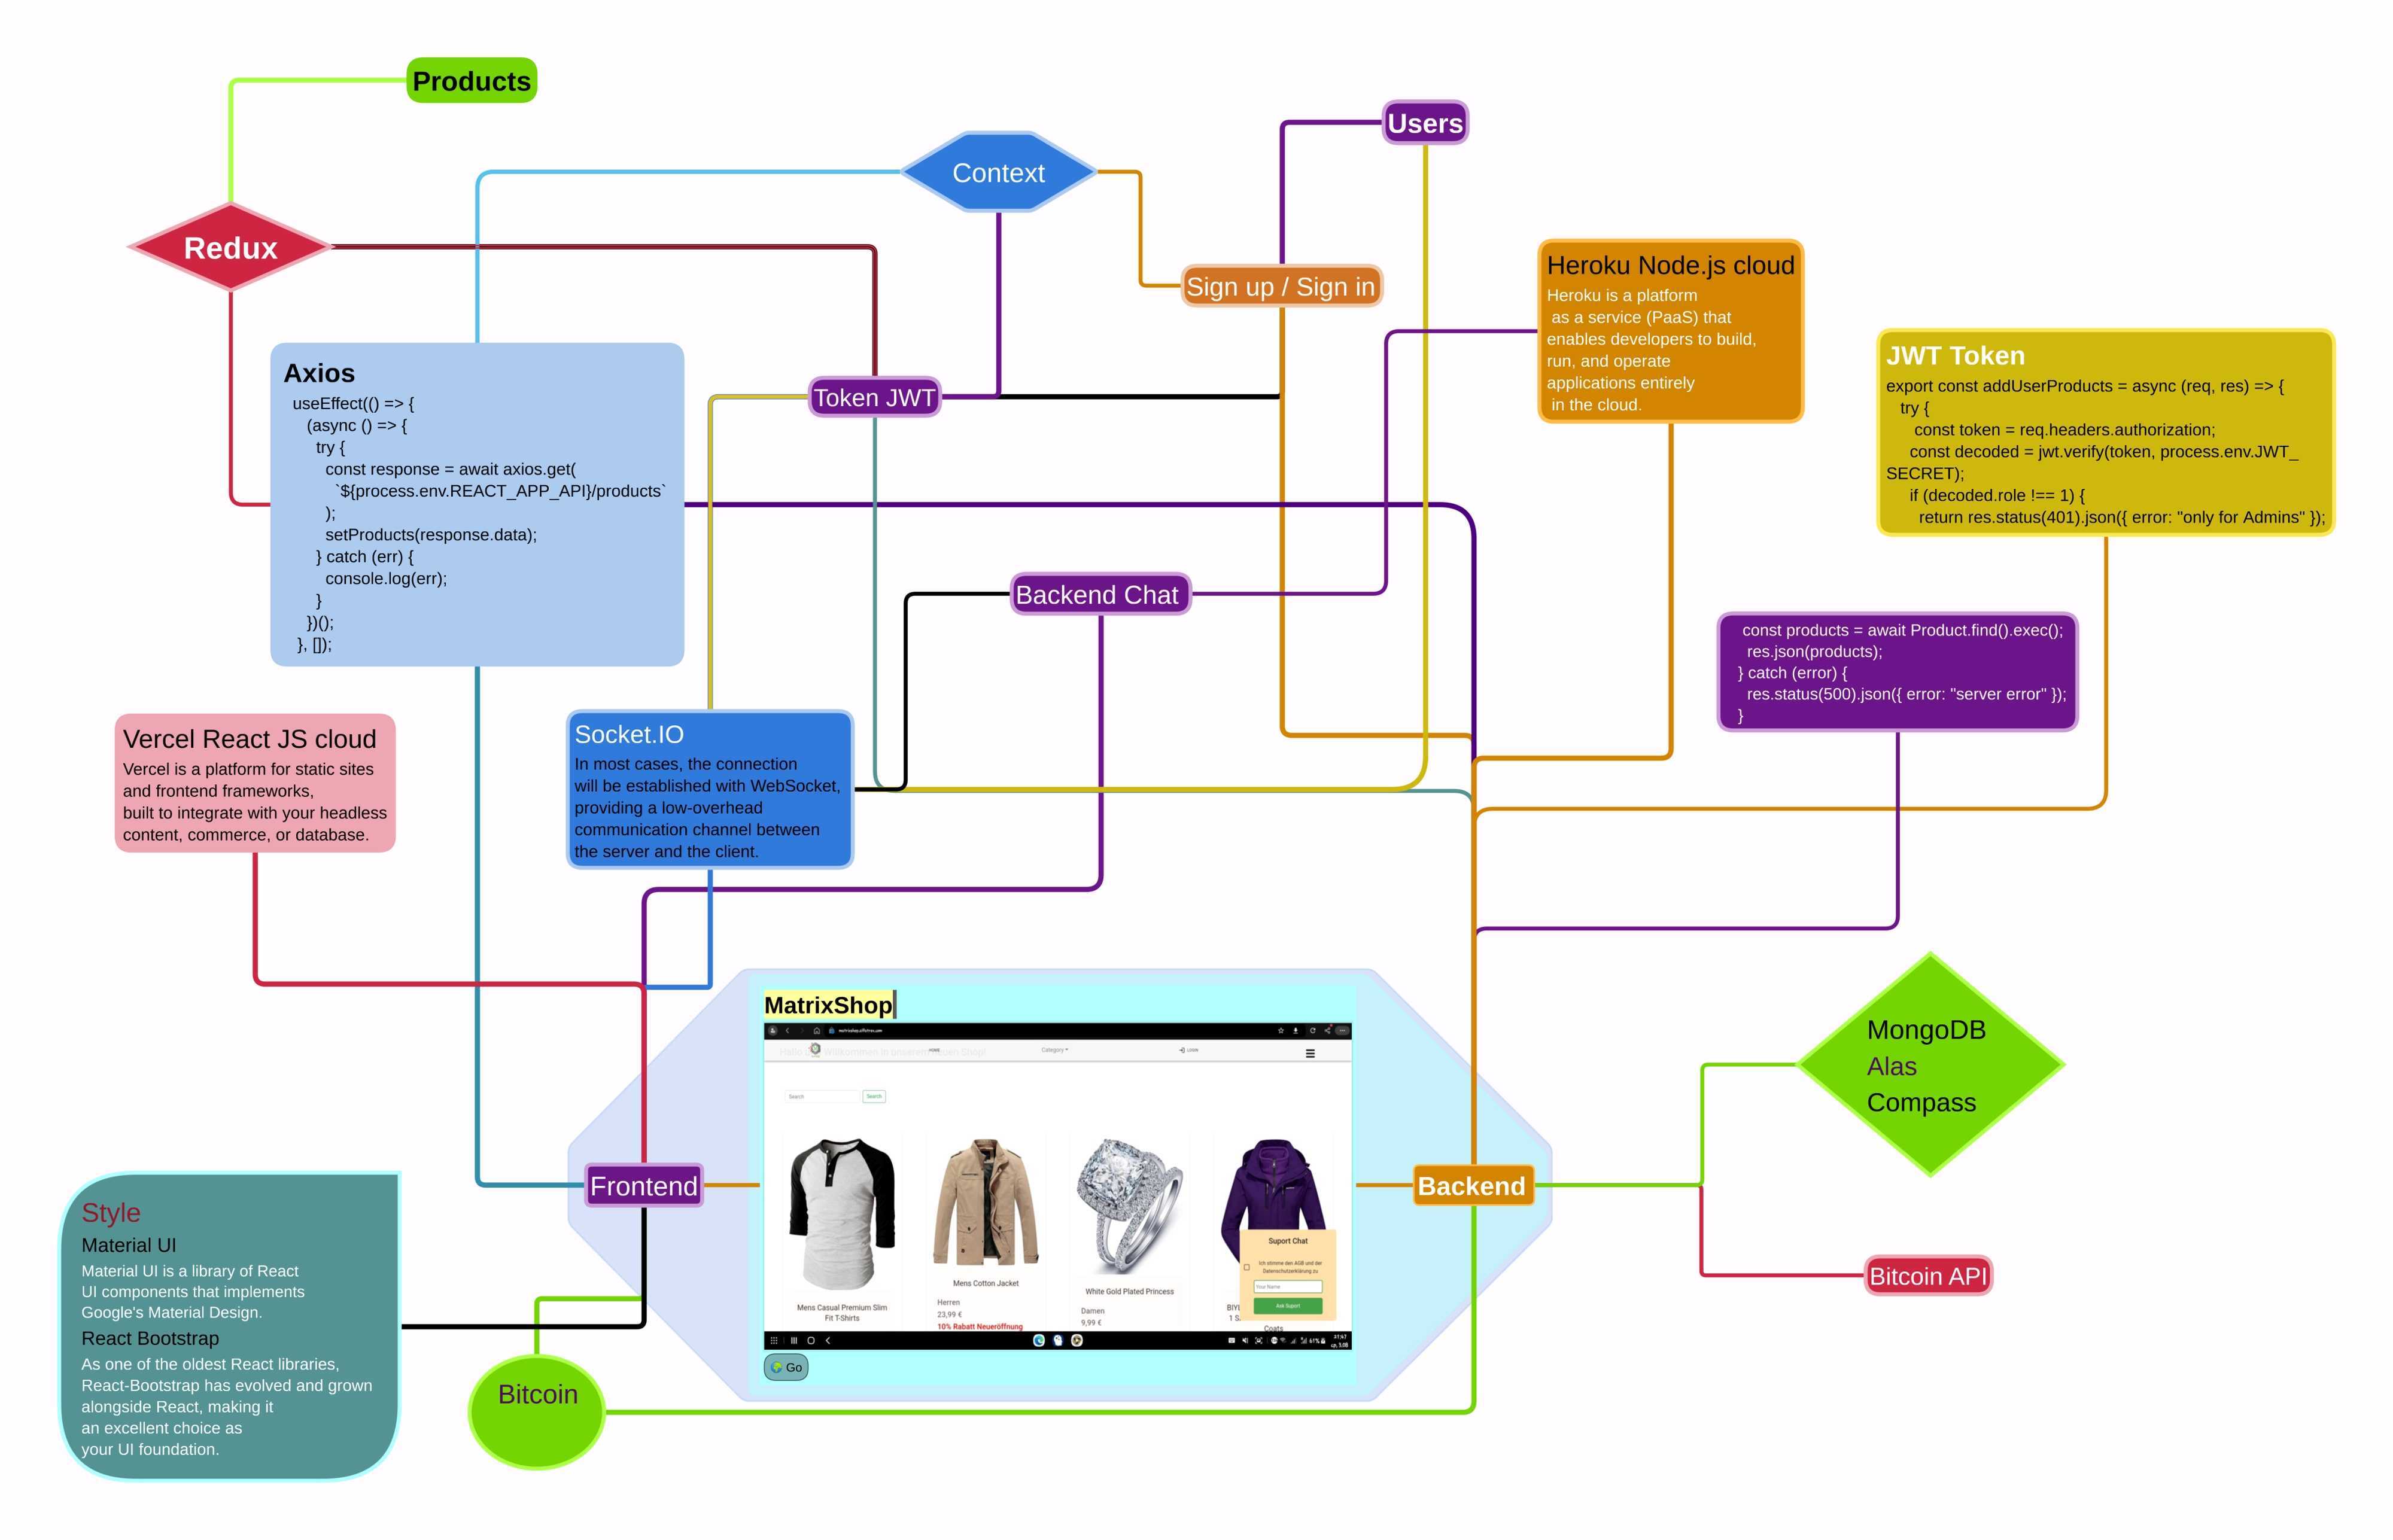 Products
Users
Context
Redux
Sign up / Sign in
Heroku Node.js cloud
Heroku is a platform
as a service (PaaS) that
enables developers to build,
run, and operate
applications entirely
in the cloud.
JWT Token
export const addUserProducts = async (req, res) => {
try {
const token = req.headers.authorization;
const decoded = jwt.verify(token, process.env.JWT_
SECRET);
if (decoded.role !== 1) {
return res.status(401).json({ error: "only for Admins" });
Axios
useEffect(() => {
(async () => {
try {
const response = await axios.get(
`${process.env.REACT_APP_API}/products`
);
setProducts(response.data);
} catch (err) {
console.log(err);
}
})();
}, []);
Token JWT
Backend Chat
const products = await Product.find().exec();
res.json(products);
} catch (error) {
res.status(500).json({ error: "server error" });
}
Vercel React JS cloud
Vercel is a platform for static sites
and frontend frameworks,
built to integrate with your headless
content, commerce, or database.
Socket.IO
In most cases, the connection
will be established with WebSocket,
providing a low-overhead
communication channel between
the server and the client.
MatrixShop
HOME
Category
LOGIN
Search
Search
Mens Casual Premium Slim
Fit T-Shirts
Mens Cotton Jacket
Herren
23,99 €
10% Rabatt Neueröffnung
White Gold Plated Princess
Damen
9,99 €
Coats
Suport Chat
Ich stimme den AGB und der
Datenschutzerklärung zu
Your Name
Ask Suport
61%
Go
Frontend
Backend
MongoDB
Alas
Compass
Bitcoin API
Style
Material UI
Material UI is a library of React
UI components that implements
Google's Material Design.
React Bootstrap
As one of the oldest React libraries,
React-Bootstrap has evolved and grown
alongside React, making it
an excellent choice as
your UI foundation.
Bitcoin